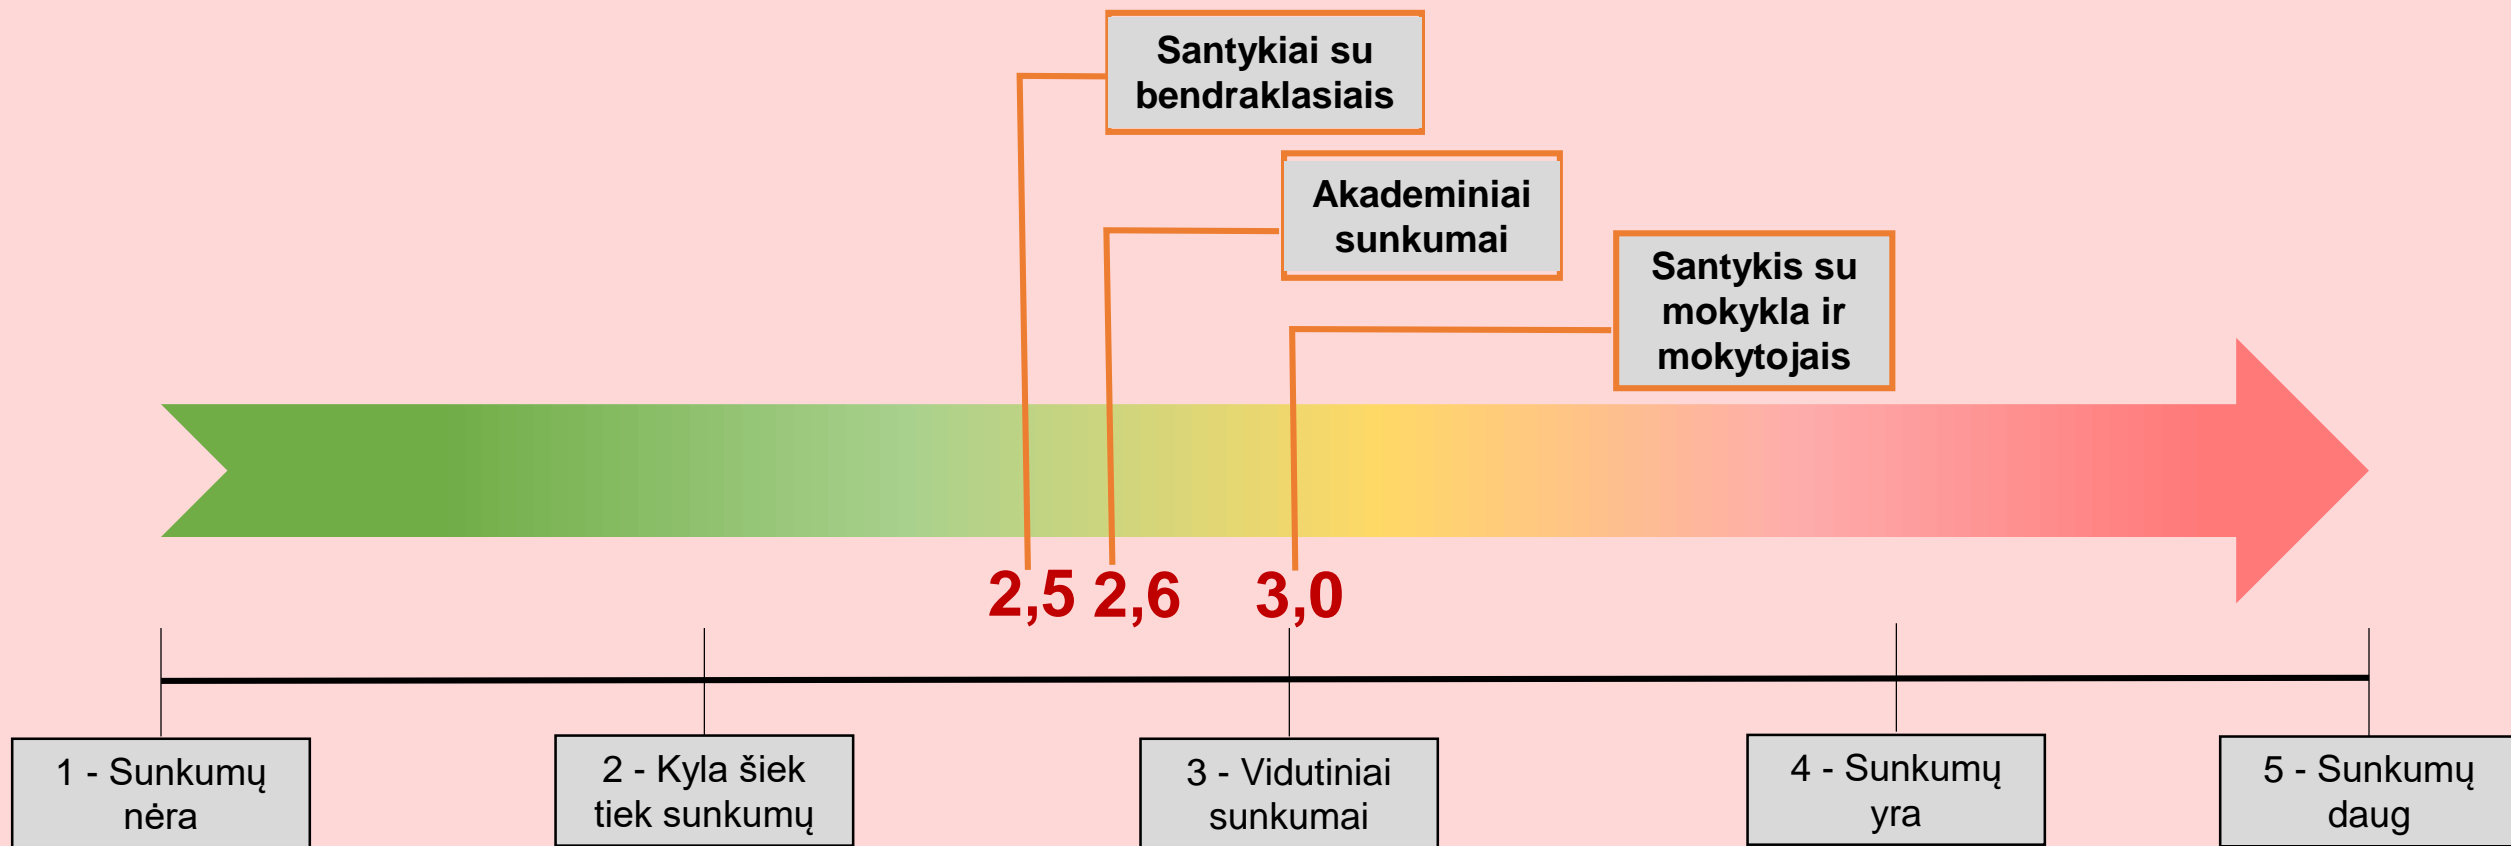 Santykiai su
bendraklasiais
Akademiniai
sunkumai
Santykis su
mokykla ir
mokytojais
2,5 2,6 3,0
1 - Sunkumų
nėra
2 - Kyla šiek
tiek sunkumų
3 - Vidutiniai
sunkumai
4 - Sunkumų
yra
5 - Sunkumų
daug